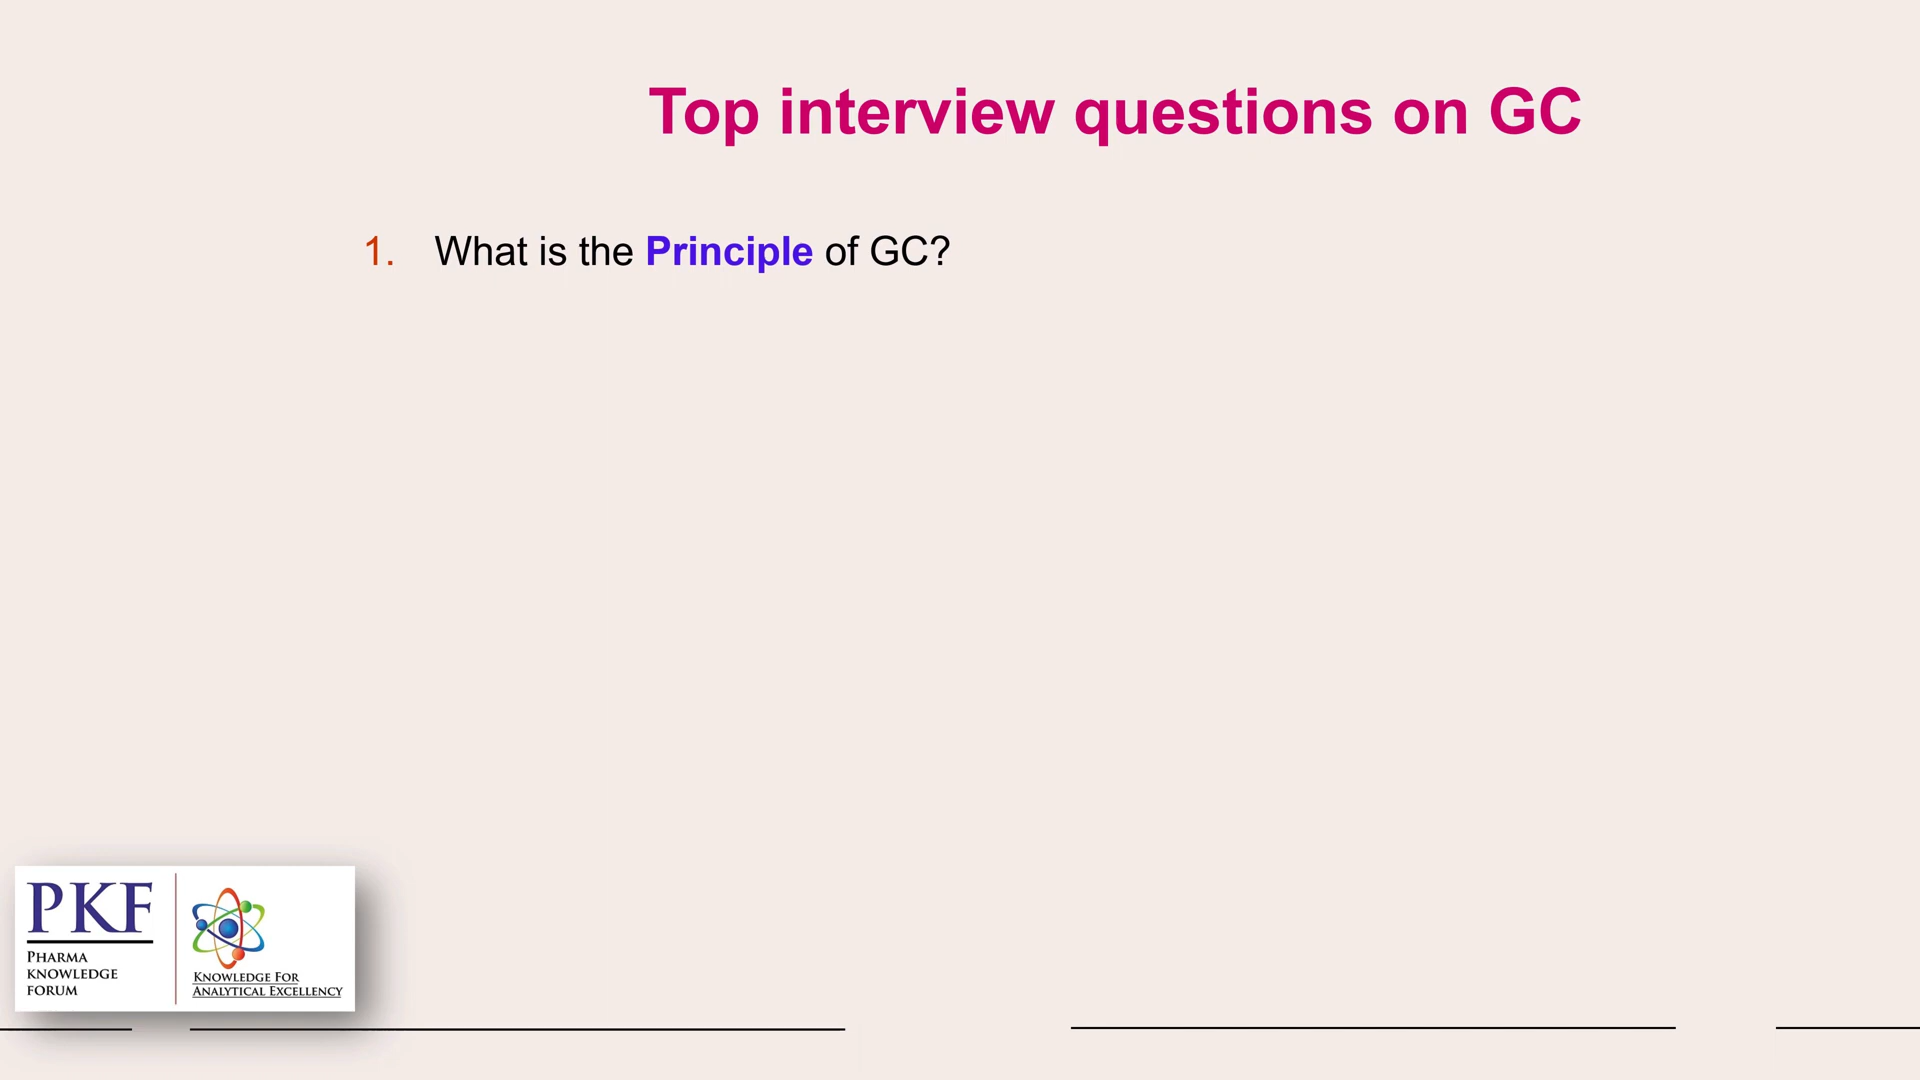 Top interview questions on GC
1. What is the Principle of GC?
PKF
PHARMA
KNOWLEDGE
FORUM
KNOWLEDGE FOR
ANALYTICAL EXCELLENCY